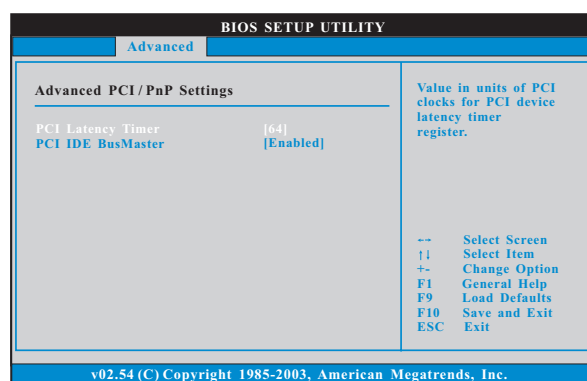 BIOS SETUP UTILITY
Advanced
Advanced PCI / PnP Settings
PCI Latency Timer [64]
PCI IDE BusMaster [Enabled]
Value in units of PCI
clocks for PCI device
latency timer
register.
←→ Select Screen
↑↓ Select Item
+- Change Option
F1 General Help
F9 Load Defaults
F10 Save and Exit
ESC Exit
v02.54 (C) Copyright 1985-2003, American Megatrends, Inc.